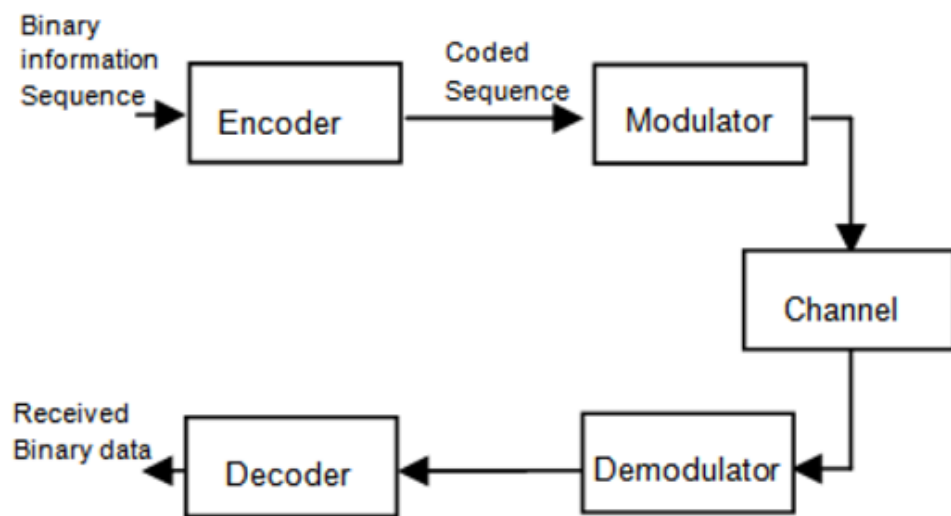 Binary
information
Sequence
Encoder
Coded
Sequence
Modulator
Channel
Demodulator
Decoder
Received
Binary data